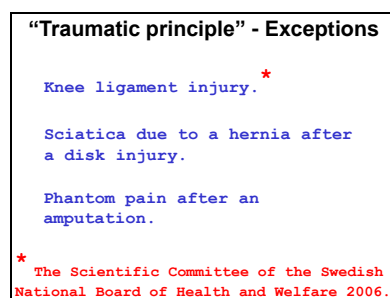 “Traumatic principle” - Exceptions
Knee ligament injury.*
Sciatica due to a hernia after
a disk injury.
Phantom pain after an
amputation.
* The Scientific Committee of the Swedish
National Board of Health and Welfare 2006.